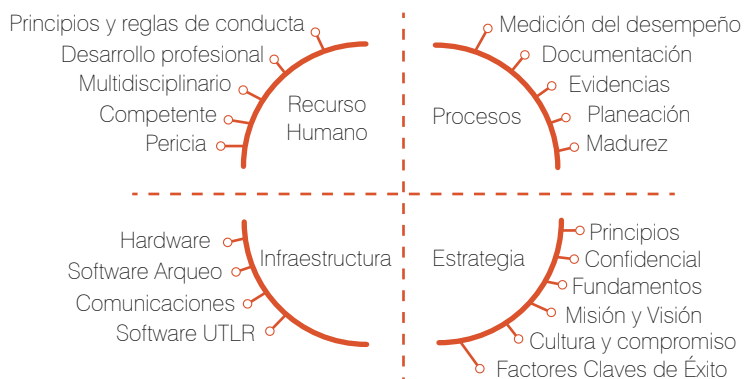 Principios y reglas de conducta
Desarrollo profesional
Multidisciplinario
Competente
Pericia
Recurso
Humano
Medición del desempeño
Documentación
Evidencias
Planeación
Madurez
Procesos
Hardware
Software Arqueo
Comunicaciones
Software UTLR
Infraestructura
Estrategia
Principios
Confidencial
Fundamentos
Misión y Visión
Cultura y compromiso
Factores Claves de Éxito